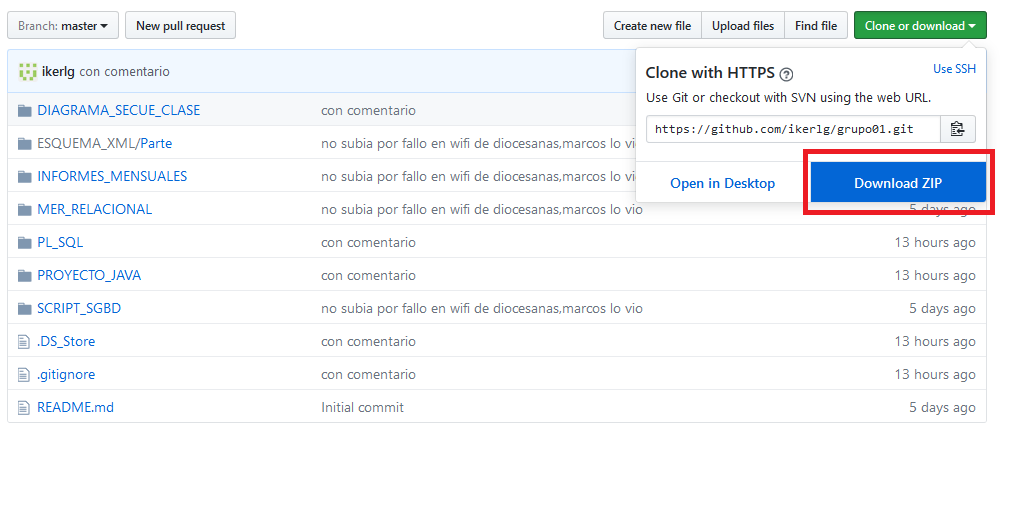 Branch: master New pull request Create new file Upload files Find file Clone or download
ikerlg con comentario
Clone with HTTPS ? Use SSH
Use Git or checkout with SVN using the web URL.
https://github.com/ikerlg/grupo01.git
Open in Desktop Download ZIP
DIAGRAMA_SECUE_CLASE con comentario
ESQUEMA_XML/Parte no subia por fallo en wifi de diocesanas,marcos lo vio
INFORMES_MENSUALES no subia por fallo en wifi de diocesanas,marcos lo vio
MER_RELACIONAL no subia por fallo en wifi de diocesanas,marcos lo vio 5 days ago
PL_SQL con comentario 13 hours ago
PROYECTO_JAVA con comentario 13 hours ago
SCRIPT_SGBD no subia por fallo en wifi de diocesanas,marcos lo vio 5 days ago
.DS_Store con comentario 13 hours ago
.gitignore con comentario 13 hours ago
README.md Initial commit 5 days ago